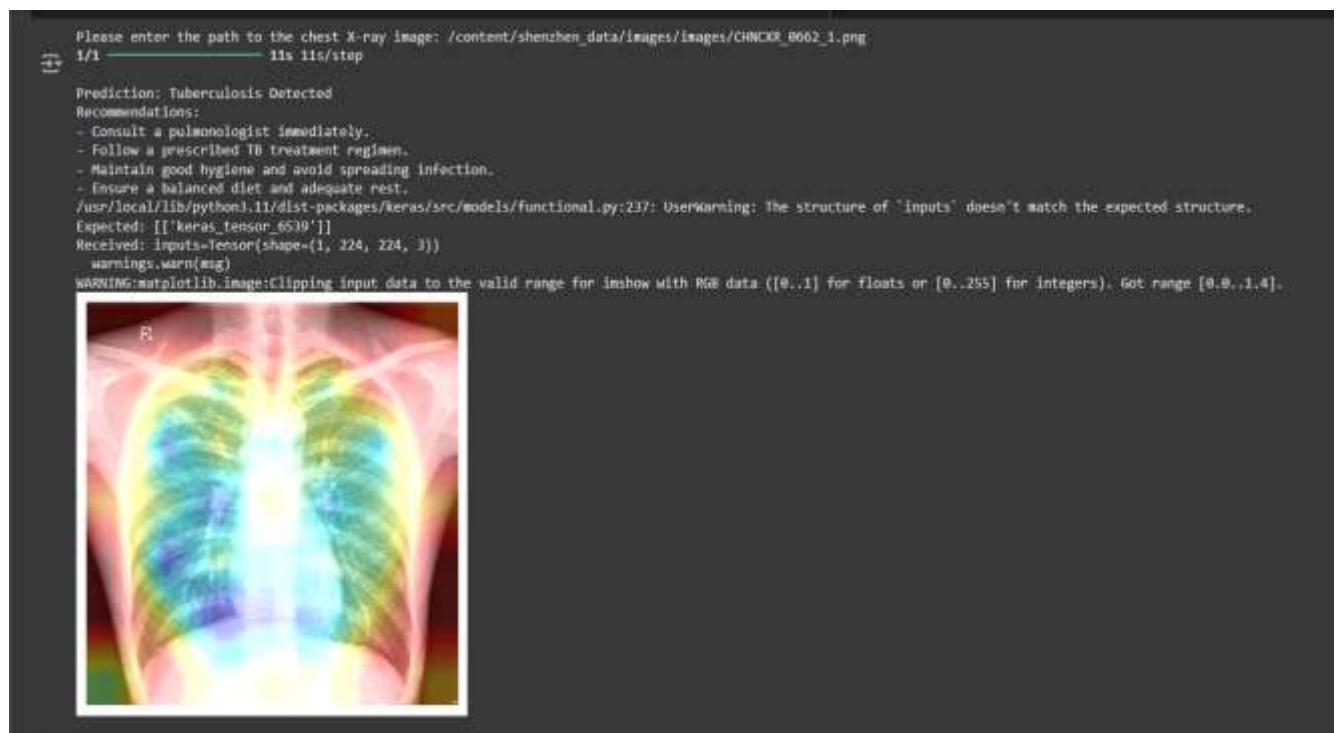 Please enter the path to the chest X-ray image: /content/shenzhen_data/images/images/CHNCXR_0662_1.png
1/1 11s 11s/step
Prediction: Tuberculosis Detected
Recommendations:
- Consult a pulmonologist immediately.
- Follow a prescribed TB treatment regimen.
- Maintain good hygiene and avoid spreading infection.
- Ensure a balanced diet and adequate rest.
/usr/local/lib/python3.11/dist-packages/keras/src/models/functional.py:237: UserWarning: The structure of `inputs` doesn't match the expected structure.
Expected: [['keras_tensor_6539']]
Received: inputs=Tensor(shape=(1, 224, 224, 3))
warnings.warn(msg)
WARNING:matplotlib.image:Clipping input data to the valid range for imshow with RGB data ([0..1] for floats or [0..255] for integers). Got range [0.0..1.4].
R